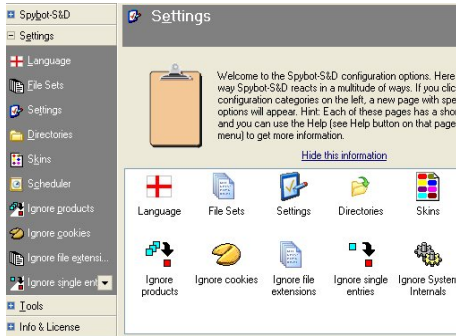 Spybot-S&D
Settings
Language
File Sets
Settings
Directories
Skins
Scheduler
Ignore products
Ignore cookies
Ignore file extensi...
Ignore single ent
Tools
Info & License
Settings
Welcome to the Spybot-S&D configuration options. Here
way Spybot-S&D reacts in a multitude of ways. If you clic
configuration categories on the left, a new page with spe
options will appear. Hint: Each of these pages has a shor
and you can use the Help (see Help button on that page
menu) to get more information.
Hide this information
Language File Sets Settings Directories Skins
Ignore products Ignore cookies Ignore file extensions Ignore single entries Ignore System Internals